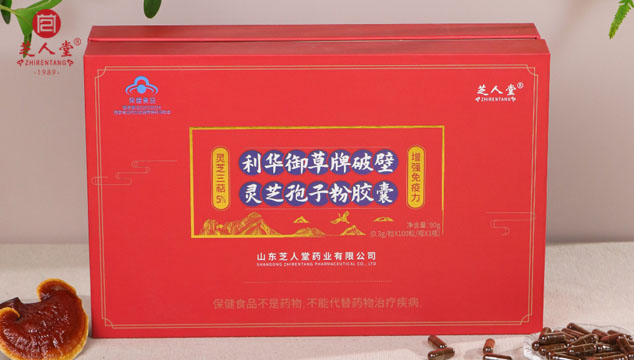 芝人堂®
ZHIRENTANG
-1989-
保健食品
芝人堂®
ZHIRENTANG
灵芝三萜5%
利华御草牌破壁
灵芝孢子粉胶囊
增强免疫力
净含量:90g
山东芝人堂药业有限公司
SHANDONG ZHIRENTANG PHARMACEUTICAL CO., LTD
保健食品不是药物,不能代替药物治疗疾病.